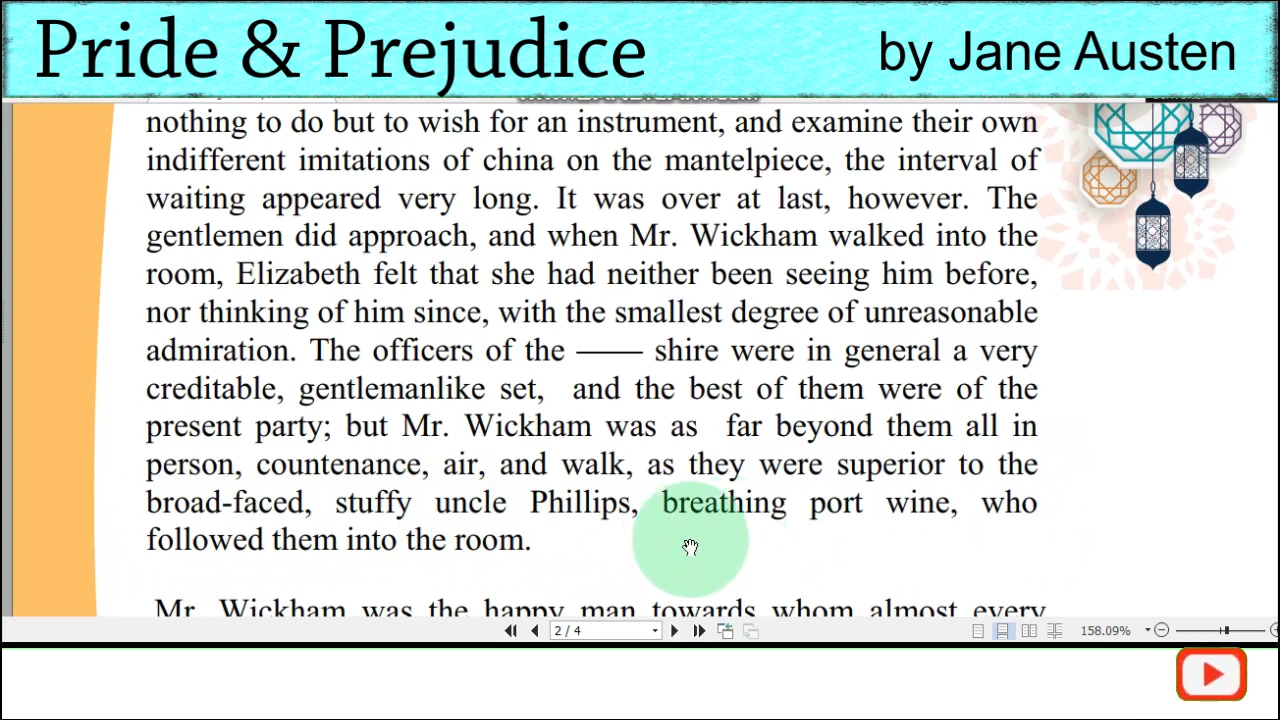 Pride & Prejudice
by Jane Austen
nothing to do but to wish for an instrument, and examine their own
indifferent imitations of china on the mantelpiece, the interval of
waiting appeared very long. It was over at last, however. The
gentlemen did approach, and when Mr. Wickham walked into the
room, Elizabeth felt that she had neither been seeing him before,
nor thinking of him since, with the smallest degree of unreasonable
admiration. The officers of the —— shire were in general a very
creditable, gentlemanlike set, and the best of them were of the
present party; but Mr. Wickham was as far beyond them all in
person, countenance, air, and walk, as they were superior to the
broad-faced, stuffy uncle Phillips, breathing port wine, who
followed them into the room.
Mr. Wickham was the happy man towards whom almost every
2 / 4
158.09%